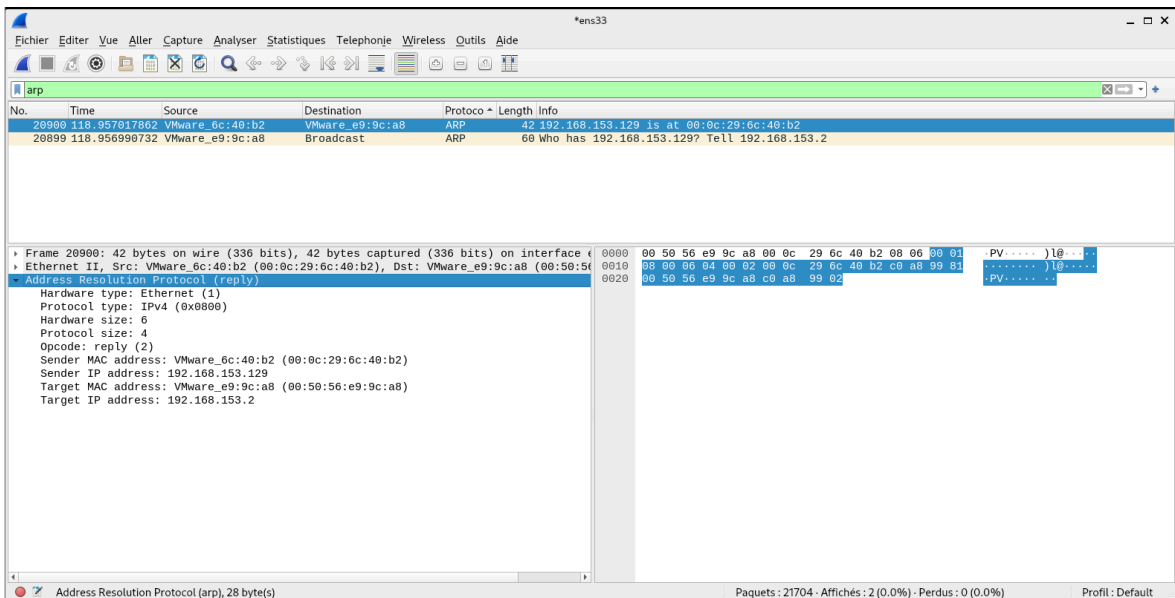 *ens33
Fichier Editer Vue Aller Capture Analyser Statistiques Telephonie Wireless Outils Aide
arp
No. Time Source Destination Protoco Length Info
20900 118.957017862 VMware_6c:40:b2 VMware_e9:9c:a8 ARP 42 192.168.153.129 is at 00:0c:29:6c:40:b2
20899 118.956990732 VMware_e9:9c:a8 Broadcast ARP 60 Who has 192.168.153.129? Tell 192.168.153.2
Frame 20900: 42 bytes on wire (336 bits), 42 bytes captured (336 bits) on interface
Ethernet II, Src: VMware_6c:40:b2 (00:0c:29:6c:40:b2), Dst: VMware_e9:9c:a8 (00:50:56
Address Resolution Protocol (reply)
Hardware type: Ethernet (1)
Protocol type: IPv4 (0x0800)
Hardware size: 6
Protocol size: 4
Opcode: reply (2)
Sender MAC address: VMware_6c:40:b2 (00:0c:29:6c:40:b2)
Sender IP address: 192.168.153.129
Target MAC address: VMware_e9:9c:a8 (00:50:56:e9:9c:a8)
Target IP address: 192.168.153.2
0000 00 50 56 e9 9c a8 00 0c 29 6c 40 b2 08 06 00 01 ·PV····· )l@·····
0010 08 00 06 04 00 02 00 0c 29 6c 40 b2 c0 a8 99 81 ········ )l@·····
0020 00 50 56 e9 9c a8 c0 a8 99 02 ·PV····· ··
Address Resolution Protocol (arp), 28 byte(s)
Paquets : 21704 · Affichés : 2 (0.0%) · Perdus : 0 (0.0%)
Profil : Default